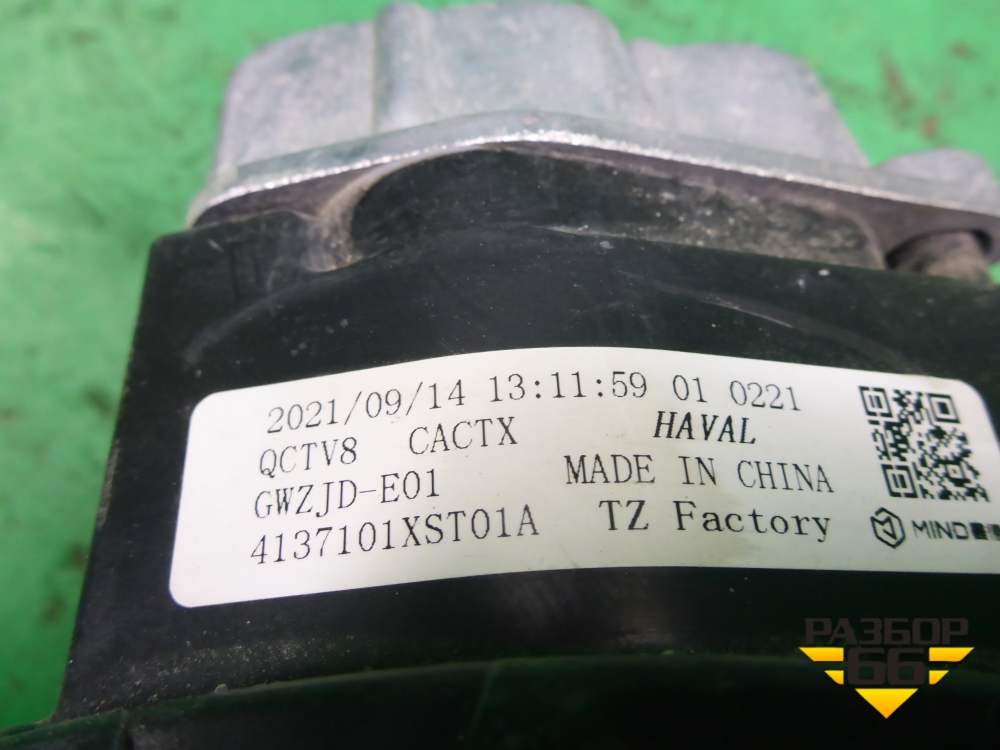 2021/09/14 13:11:59 01 0221
QCTV8 CACTX HAVAL
GWZJD-E01 MADE IN CHINA
4137101XST01A TZ Factory
MIND
РАЗБОР
66